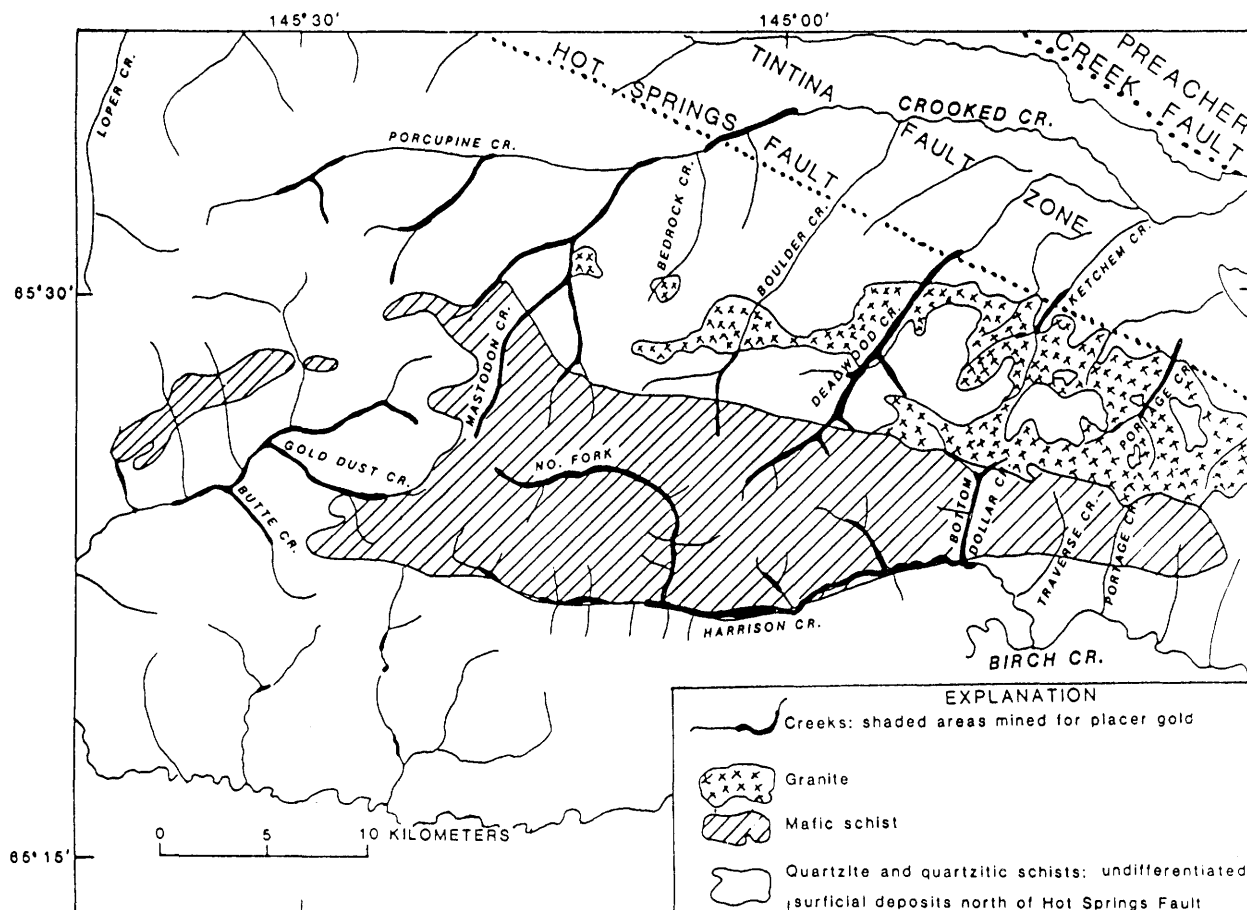 145° 30'
145° 00'
PREACHER
CREEK FAULT
HOT SPRINGS FAULT
TINTINA FAULT ZONE
LOPER CR.
PORCUPINE CR.
CROOKED CR.
BEDROCK CR.
BOULDER CR.
KETCHEM CR.
65° 30'
MASTODON CR.
DEADWOOD CR.
PORTAGE CR.
GOLD DUST CR.
NO. FORK
BUTTE CR.
BOTTOM
DOLLAR CR.
TRAVERSE CR.
PORTAGE CR.
HARRISON CR.
BIRCH CR.
EXPLANATION
Creeks: shaded areas mined for placer gold
Granite
Mafic schist
Quartzite and quartzitic schists: undifferentiated
surficial deposits north of Hot Springs Fault
0 5 10 KILOMETERS
65° 15'